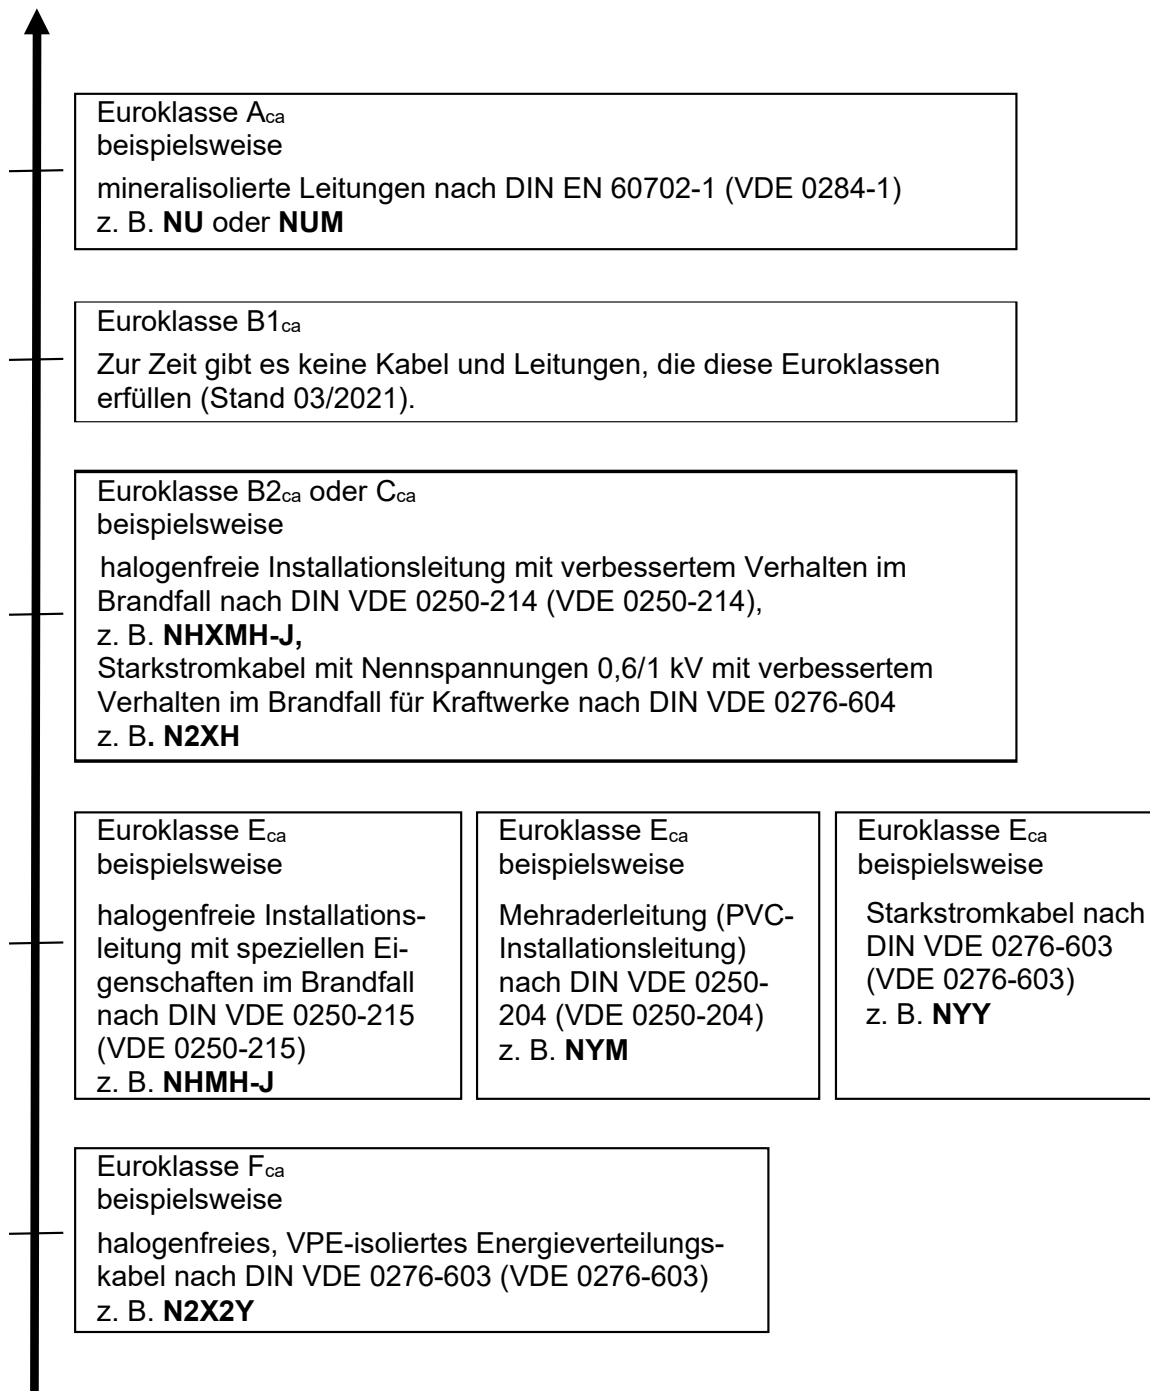 Euroklasse Aca
beispielsweise
mineralisolierte Leitungen nach DIN EN 60702-1 (VDE 0284-1)
z. B. NU oder NUM
Euroklasse B1ca
Zur Zeit gibt es keine Kabel und Leitungen, die diese Euroklassen
erfüllen (Stand 03/2021).
Euroklasse B2ca oder Cca
beispielsweise
halogenfreie Installationsleitung mit verbessertem Verhalten im
Brandfall nach DIN VDE 0250-214 (VDE 0250-214),
z. B. NHXMH-J,
Starkstromkabel mit Nennspannungen 0,6/1 kV mit verbessertem
Verhalten im Brandfall für Kraftwerke nach DIN VDE 0276-604
z. B. N2XH
Euroklasse Eca
beispielsweise
halogenfreie Installations-
leitung mit speziellen Ei-
genschaften im Brandfall
nach DIN VDE 0250-215
(VDE 0250-215)
z. B. NHMH-J
Euroklasse Eca
beispielsweise
Mehraderleitung (PVC-
Installationsleitung)
nach DIN VDE 0250-
204 (VDE 0250-204)
z. B. NYM
Euroklasse Eca
beispielsweise
Starkstromkabel nach
DIN VDE 0276-603
(VDE 0276-603)
z. B. NYY
Euroklasse Fca
beispielsweise
halogenfreies, VPE-isoliertes Energieverteilungs-
kabel nach DIN VDE 0276-603 (VDE 0276-603)
z. B. N2X2Y